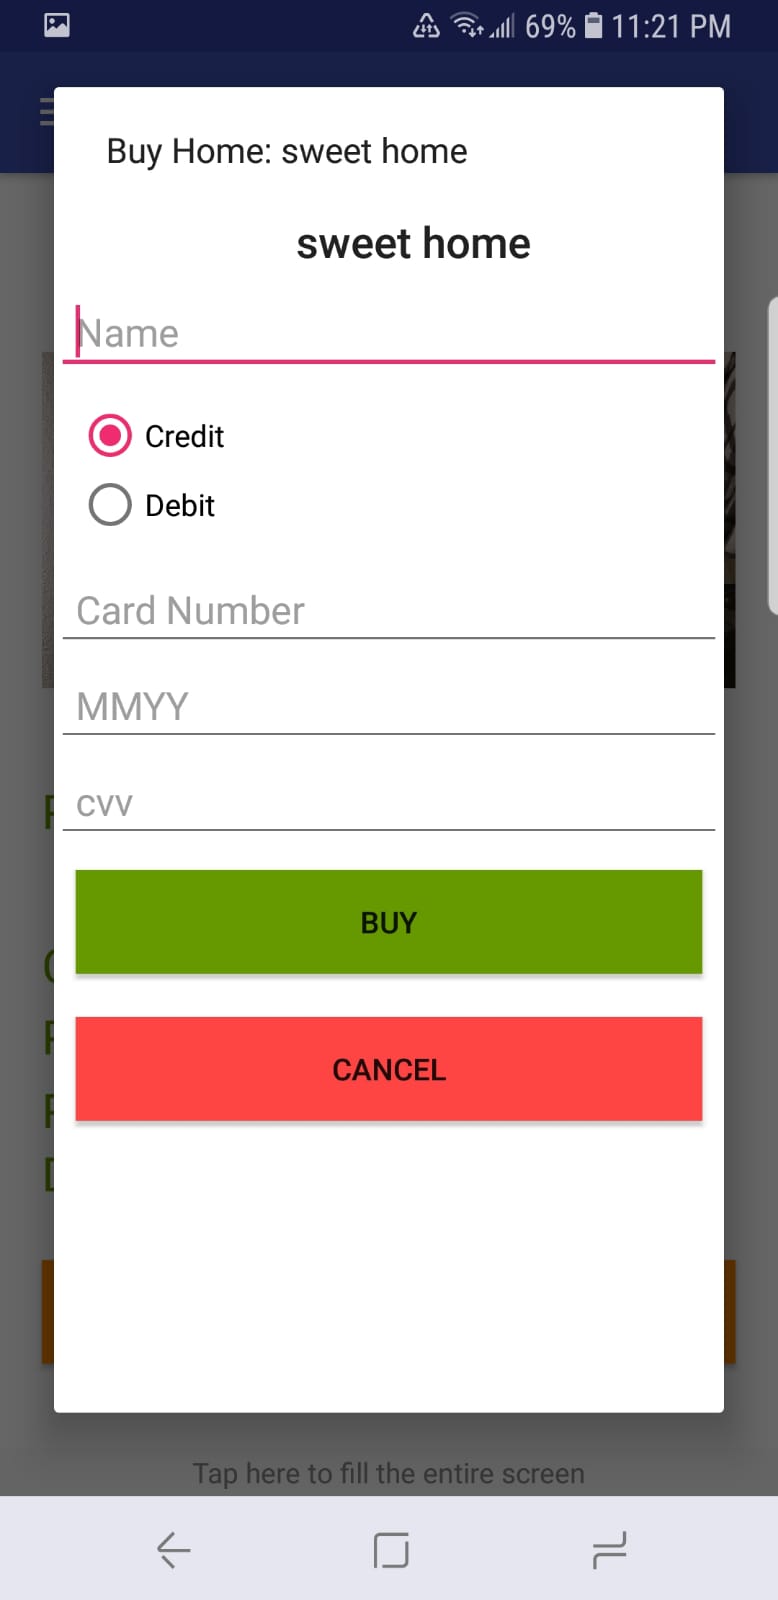 69% 11:21 PM
Buy Home: sweet home
sweet home
Name
Credit
Debit
Card Number
MMYY
cvv
BUY
CANCEL
Tap here to fill the entire screen